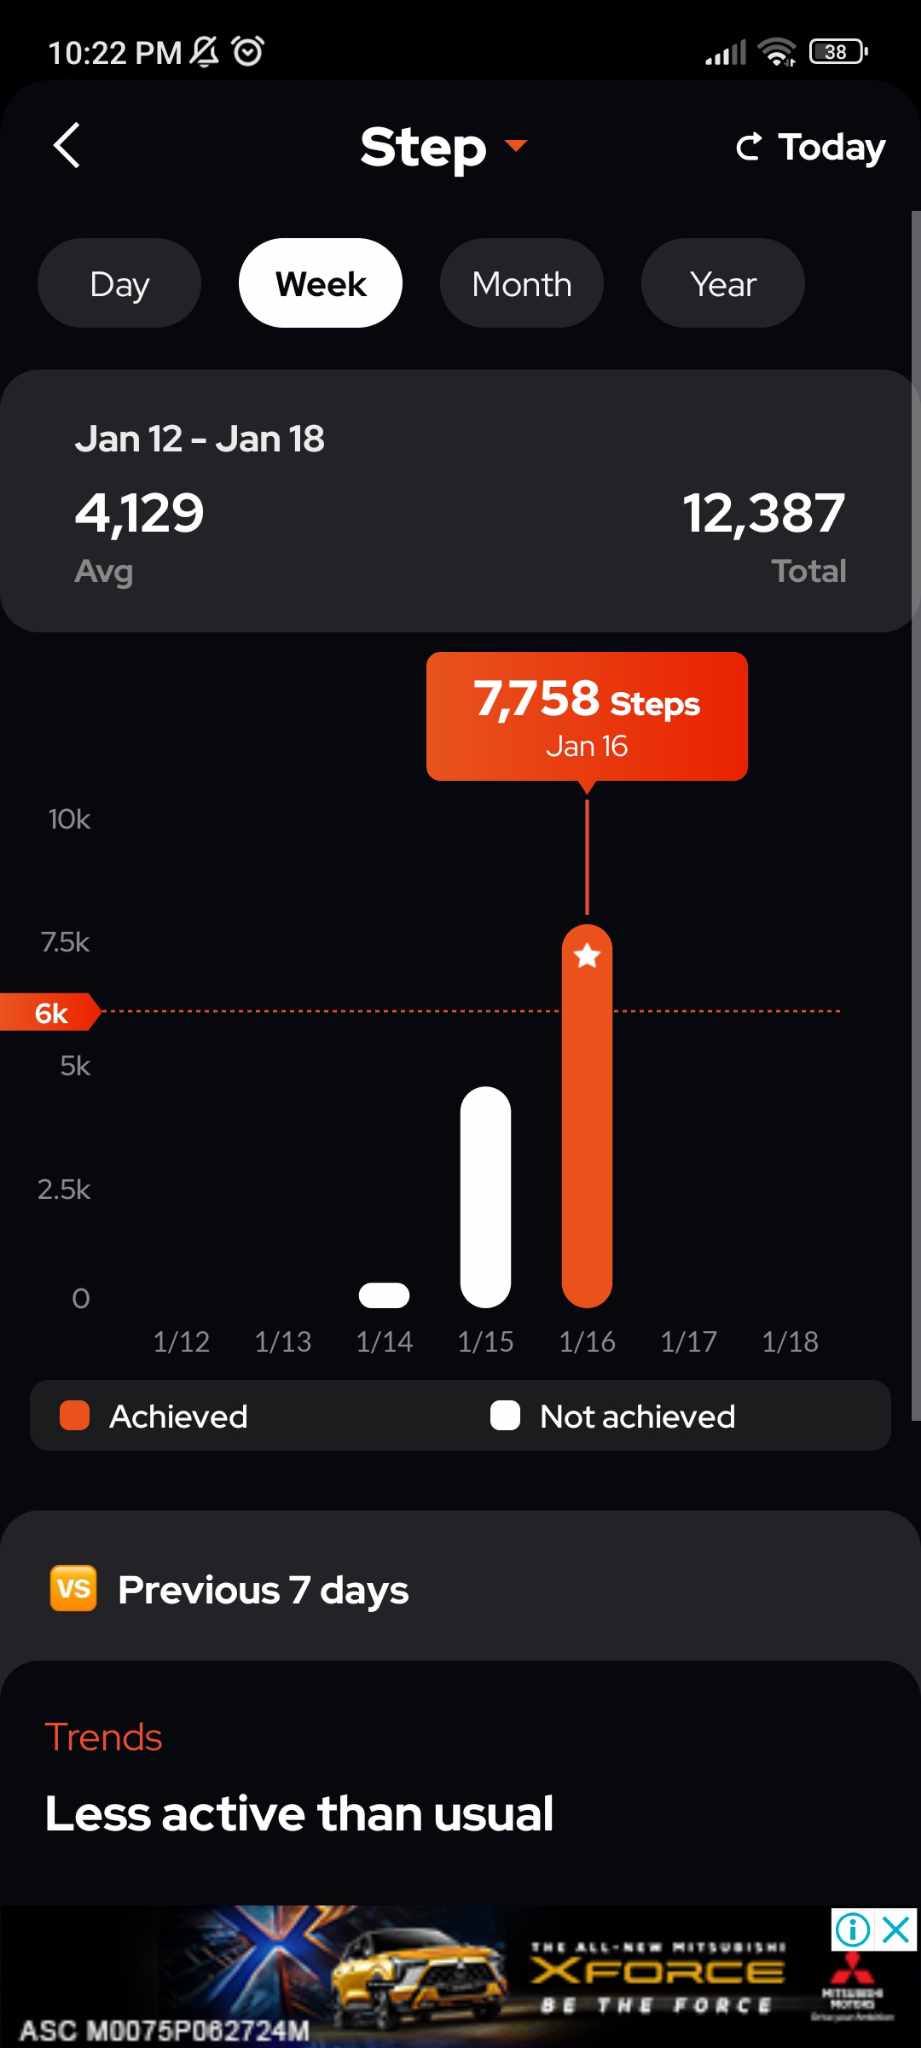 10:22 PM 38
Step Today
Day Week Month Year
Jan 12 - Jan 18
4,129 12,387
Avg Total
7,758 Steps
Jan 16
10k
7.5k
6k
5k
2.5k
0
1/12 1/13 1/14 1/15 1/16 1/17 1/18
Achieved Not achieved
VS Previous 7 days
Trends
Less active than usual
THE ALL-NEW MITSUBISHI
XFORCE
BE THE FORCE
MITSUBISHI
MOTORS
Drive your Ambition
ASC M0075P062724M